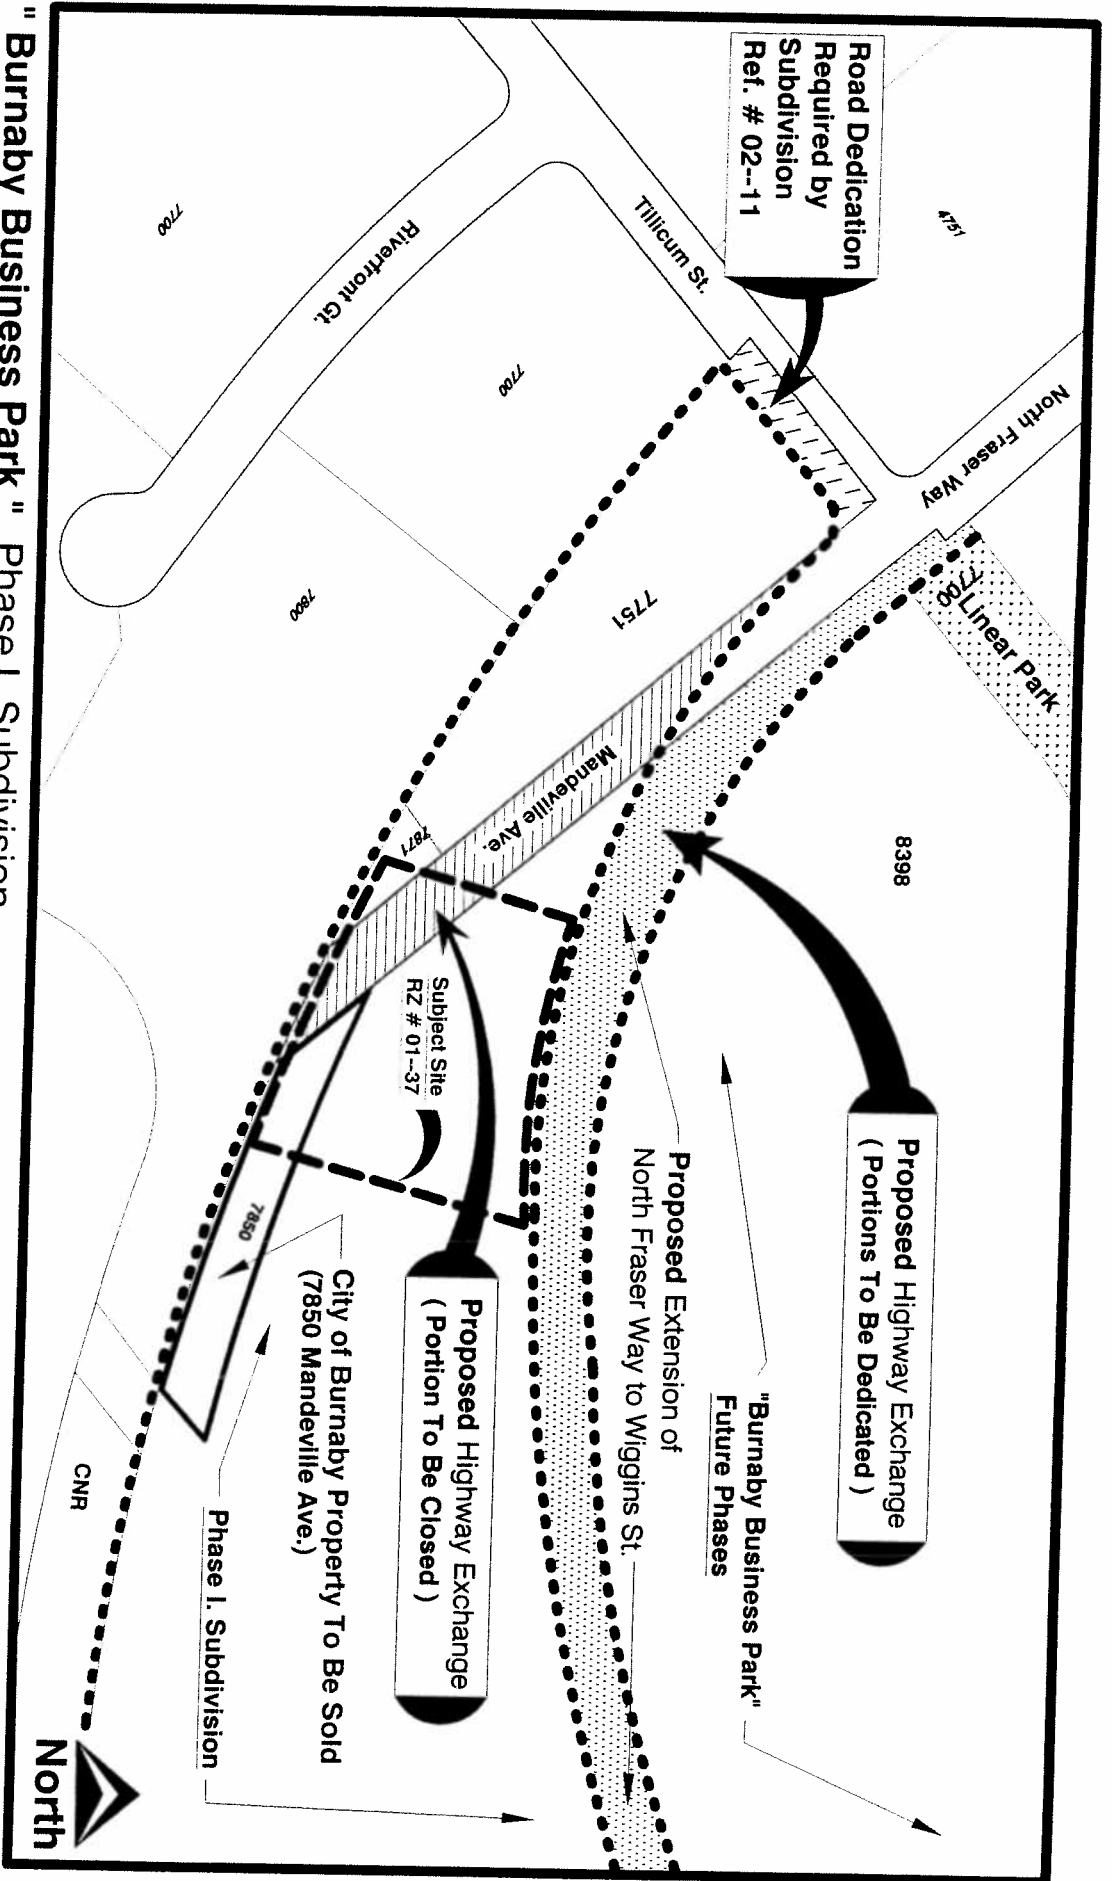 Road Dedication
Required by
Subdivision
Ref. # 02--11
4751
Tillicum St.
North Fraser Way
7700
Riverfront Gt.
7700
7700
Linear Park
7751
7800
8398
Mandeville Ave.
7871
Subject Site
RZ # 01--37
Proposed Highway Exchange
( Portions To Be Dedicated )
Proposed Extension of
North Fraser Way to Wiggins St.
"Burnaby Business Park"
Future Phases
7850
Proposed Highway Exchange
( Portion To Be Closed )
City of Burnaby Property To Be Sold
(7850 Mandeville Ave.)
Phase I. Subdivision
CNR
North
" Burnaby Business Park " Phase I Subdivision